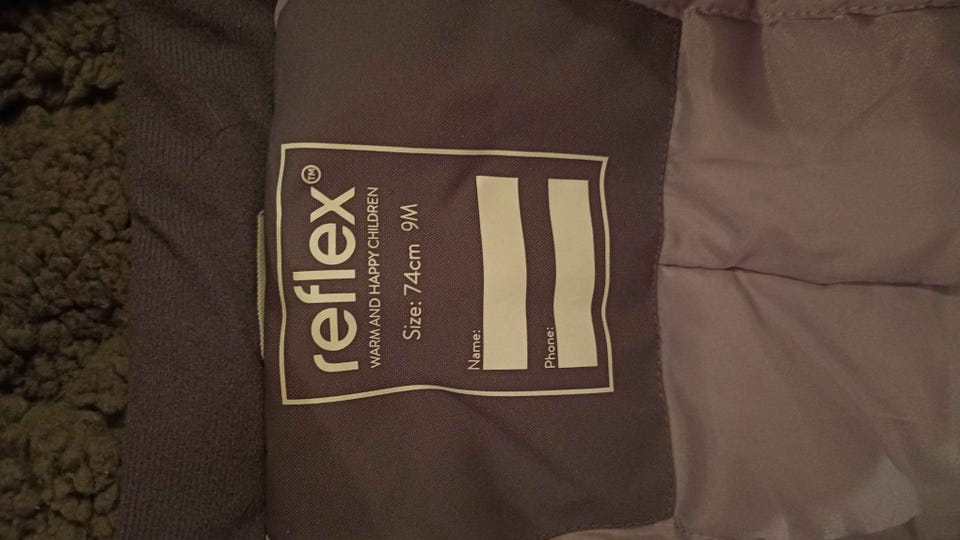 reflex™
WARM AND HAPPY CHILDREN
Size: 74cm 9M
Name:
Phone: